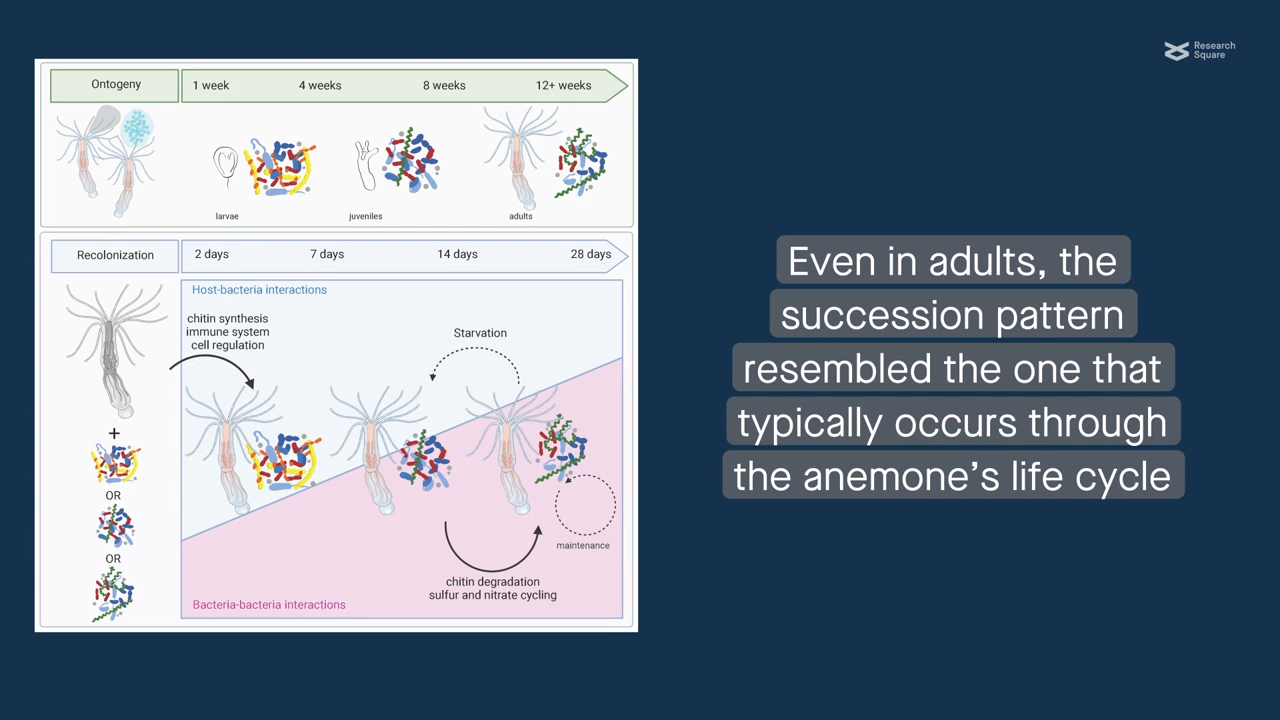 Research
Square
Ontogeny
1 week
4 weeks
8 weeks
12+ weeks
larvae
juveniles
adults
Recolonization
2 days
7 days
14 days
28 days
Host-bacteria interactions
chitin synthesis
immune system
cell regulation
Starvation
+
OR
OR
maintenance
chitin degradation
sulfur and nitrate cycling
Bacteria-bacteria interactions
Even in adults, the
succession pattern
resembled the one that
typically occurs through
the anemone’s life cycle